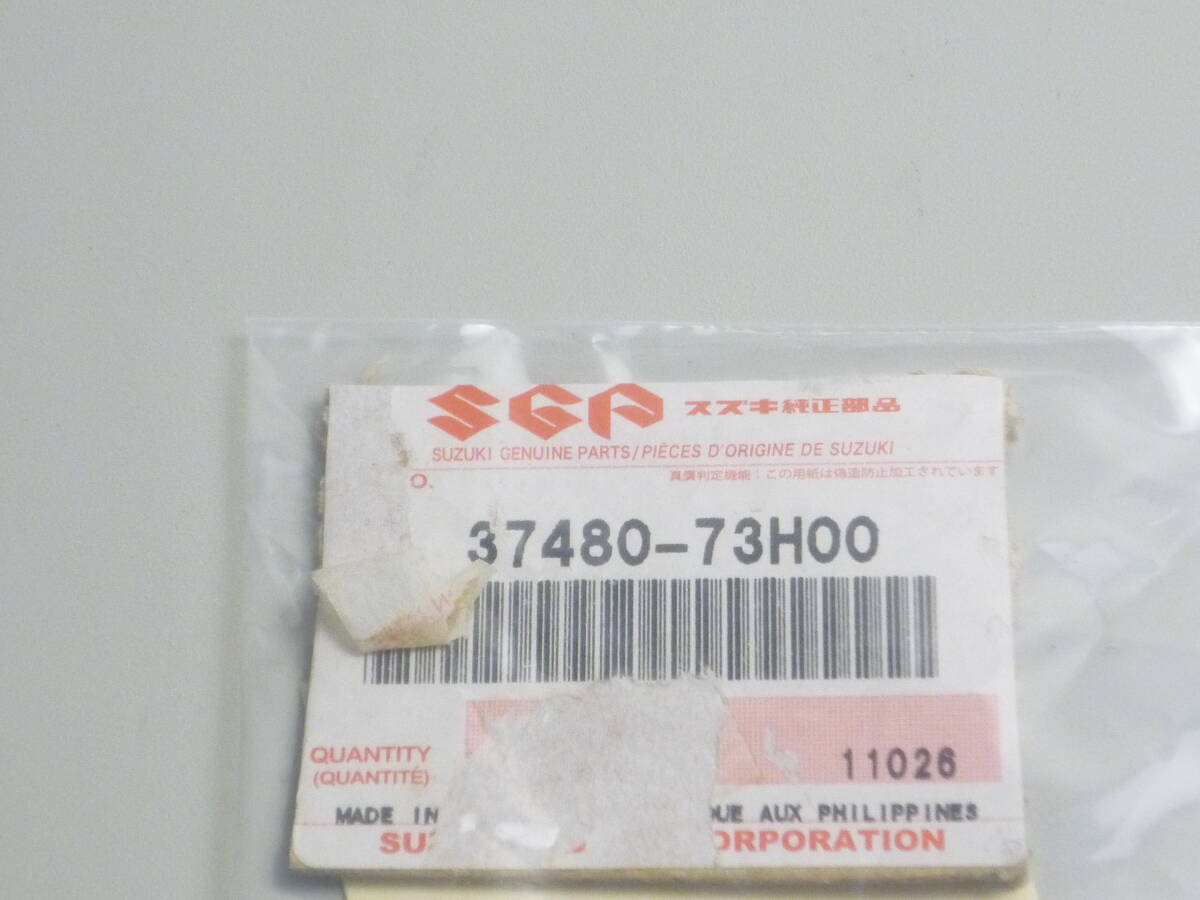 SGP スズキ純正部品
SUZUKI GENUINE PARTS/PIÈCES D'ORIGINE DE SUZUKI
O. 真贋判定機能：この用紙は偽造防止加工されています
37480-73H00
QUANTITY
(QUANTITÉ)
11026
MADE IN QUE AUX PHILIPPINES
SUZ ORPORATION